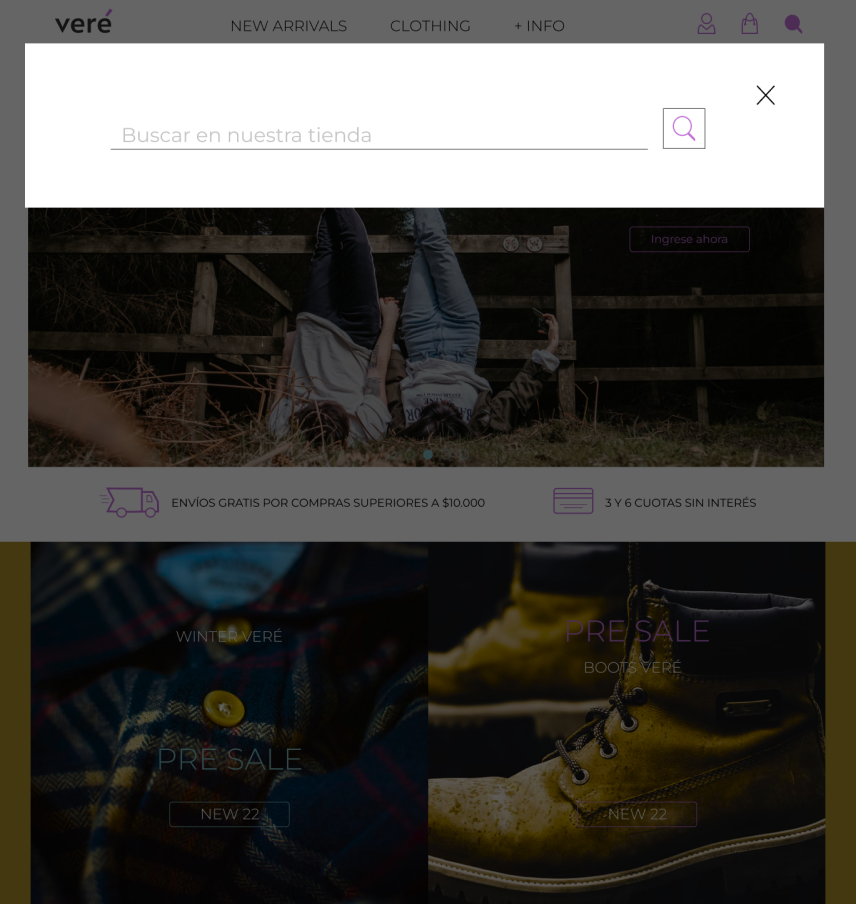 veré
NEW ARRIVALS
CLOTHING
+ INFO
Buscar en nuestra tienda
Ingrese ahora
ENVÍOS GRATIS POR COMPRAS SUPERIORES A $10.000
3 Y 6 CUOTAS SIN INTERÉS
WINTER VERÉ
PRE SALE
NEW 22
PRE SALE
BOOTS VERÉ
NEW 22